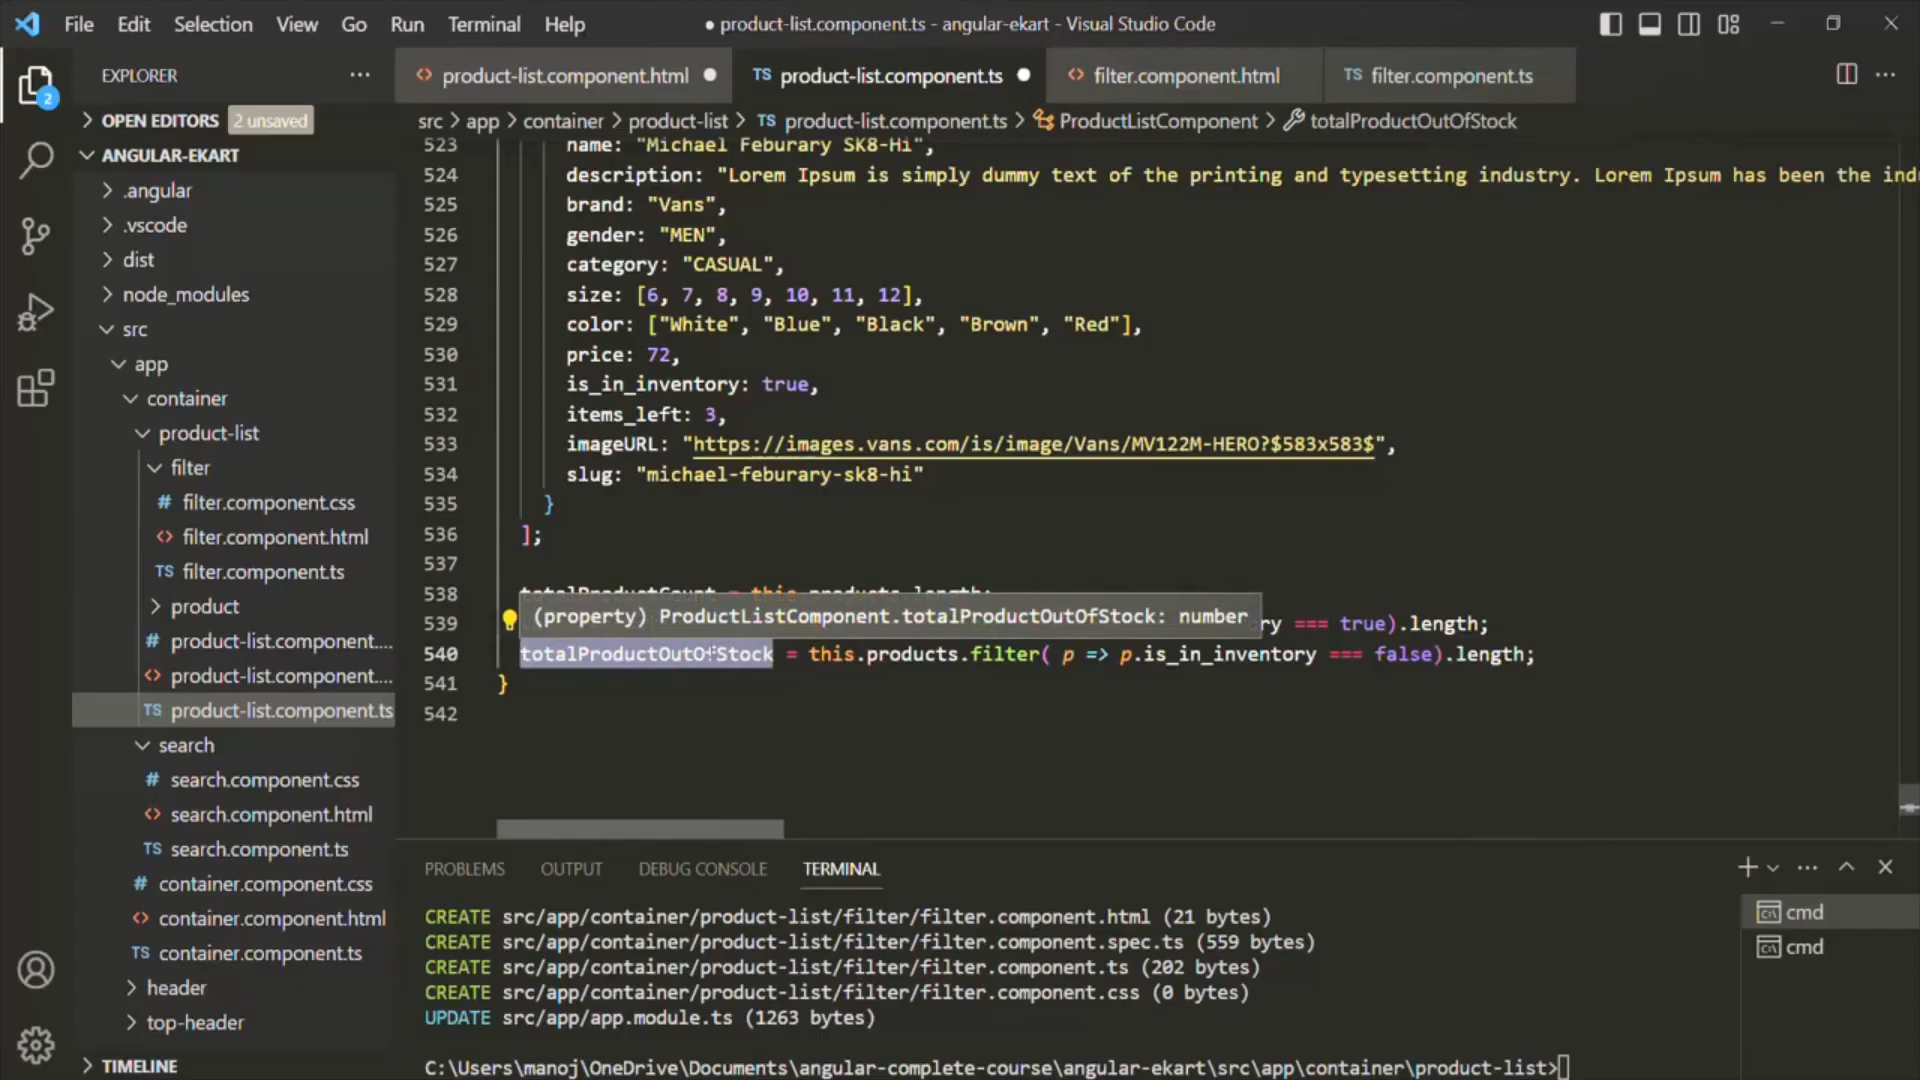 File Edit Selection View Go Run Terminal Help
● product-list.component.ts - angular-ekart - Visual Studio Code
EXPLORER
product-list.component.html
TS product-list.component.ts
filter.component.html
TS filter.component.ts
OPEN EDITORS 2 unsaved
src > app > container > product-list > TS product-list.component.ts > ProductListComponent > totalProductOutOfStock
2
ANGULAR-EKART
.angular
.vscode
dist
node_modules
src
app
container
product-list
filter
# filter.component.css
<> filter.component.html
TS filter.component.ts
product
# product-list.component....
<> product-list.component....
TS product-list.component.ts
search
# search.component.css
<> search.component.html
TS search.component.ts
# container.component.css
<> container.component.html
TS container.component.ts
header
top-header
TIMELINE
523 name: "Michael Feburary SK8-Hi",
524 description: "Lorem Ipsum is simply dummy text of the printing and typesetting industry. Lorem Ipsum has been the ind
525 brand: "Vans",
526 gender: "MEN",
527 category: "CASUAL",
528 size: [6, 7, 8, 9, 10, 11, 12],
529 color: ["White", "Blue", "Black", "Brown", "Red"],
530 price: 72,
531 is_in_inventory: true,
532 items_left: 3,
533 imageURL: "https://images.vans.com/is/image/Vans/MV122M-HERO?$583x583$",
534 slug: "michael-feburary-sk8-hi"
535 }
536 ];
537
538 totalProductCount = this.products.length;
(property) ProductListComponent.totalProductOutOfStock: number
539 ry === true).length;
540 totalProductOutOfStock = this.products.filter( p => p.is_in_inventory === false).length;
541 }
542
PROBLEMS OUTPUT DEBUG CONSOLE TERMINAL
CREATE src/app/container/product-list/filter/filter.component.html (21 bytes)
CREATE src/app/container/product-list/filter/filter.component.spec.ts (559 bytes)
CREATE src/app/container/product-list/filter/filter.component.ts (202 bytes)
CREATE src/app/container/product-list/filter/filter.component.css (0 bytes)
UPDATE src/app/app.module.ts (1263 bytes)
C:\Users\manoj\OneDrive\Documents\angular-complete-course\angular-ekart\src\app\container\product-list>
cmd
cmd